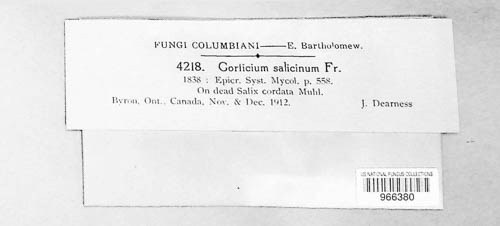 FUNGI COLUMBIANI—E. Bartholomew.
4218. Corticium salicinum Fr.
1838 : Epicr. Syst. Mycol. p. 558.
On dead Salix cordata Muhl.
Byron, Ont., Canada, Nov. & Dec. 1912. J. Dearness
US NATIONAL FUNGUS COLLECTIONS
966380